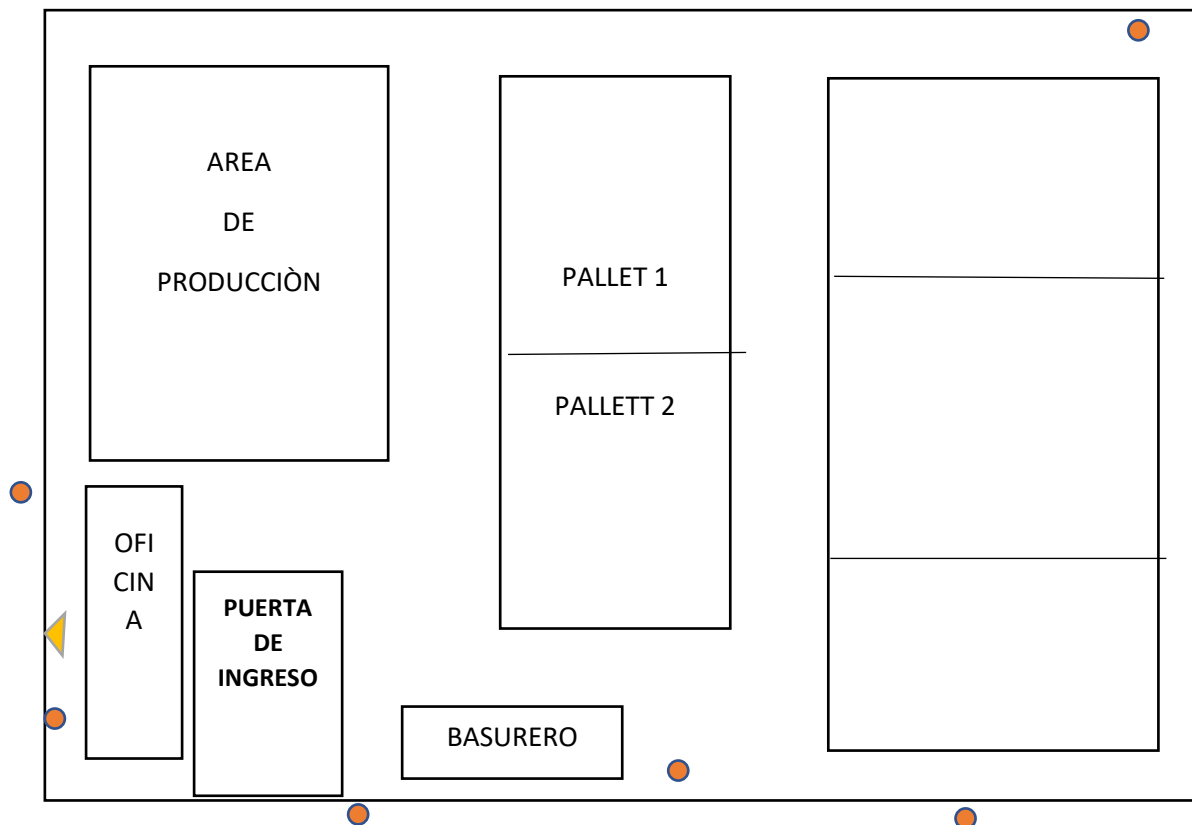 AREA
DE
PRODUCCIÒN
PALLET 1
PALLETT 2
OFI
CIN
A
PUERTA
DE
INGRESO
BASURERO